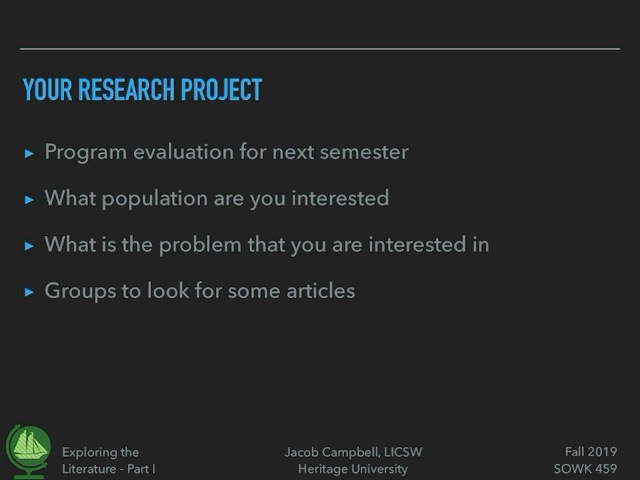 YOUR RESEARCH PROJECT
▸ Program evaluation for next semester
▸ What population are you interested
▸ What is the problem that you are interested in
▸ Groups to look for some articles
Exploring the
Literature - Part I
Jacob Campbell, LICSW
Heritage University
Fall 2019
SOWK 459